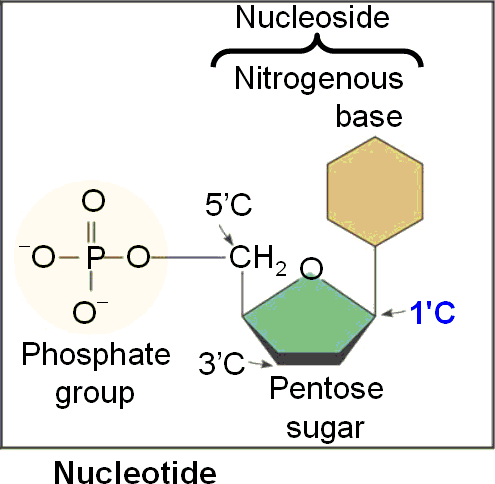 Nucleoside
Nitrogenous
base
O
5'C
⁻O P O
CH₂ O
O⁻
1'C
Phosphate
group
3'C
Pentose
sugar
Nucleotide